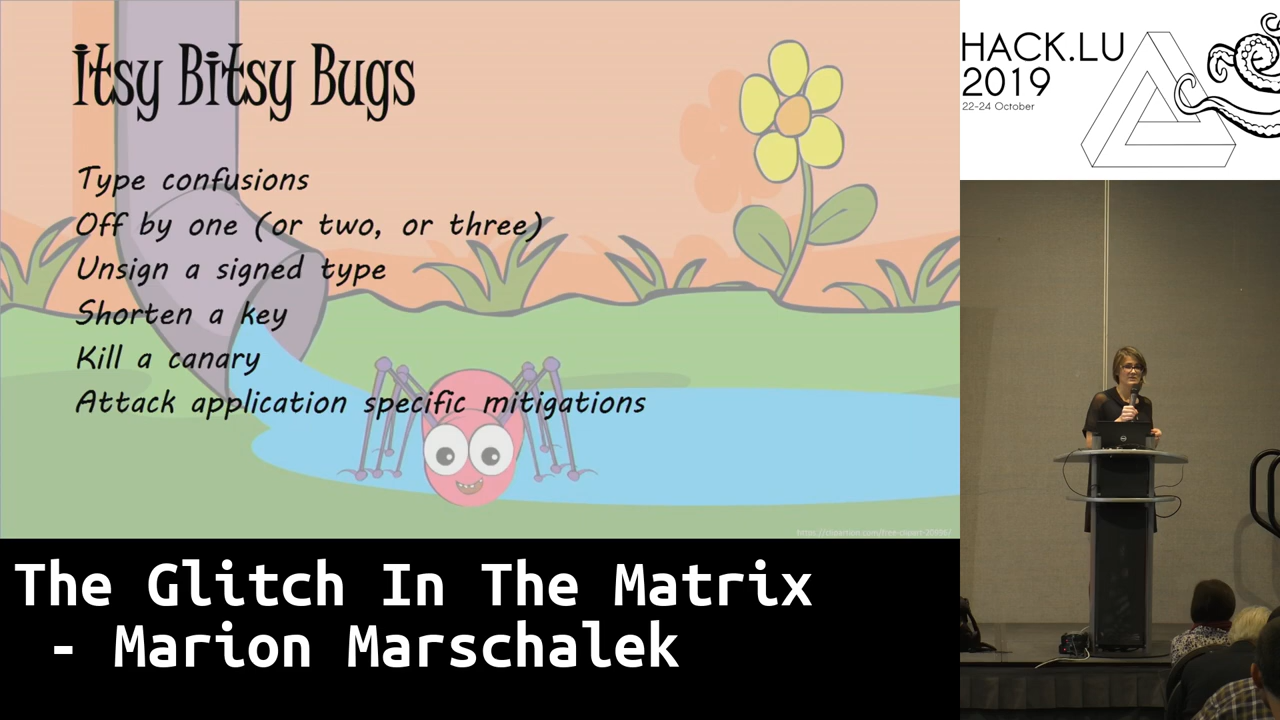 Itsy Bitsy Bugs
Type confusions
Off by one (or two, or three)
Unsign a signed type
Shorten a key
Kill a canary
Attack application specific mitigations
The Glitch In The Matrix
- Marion Marschalek
HACK.LU
2019
22-24 October